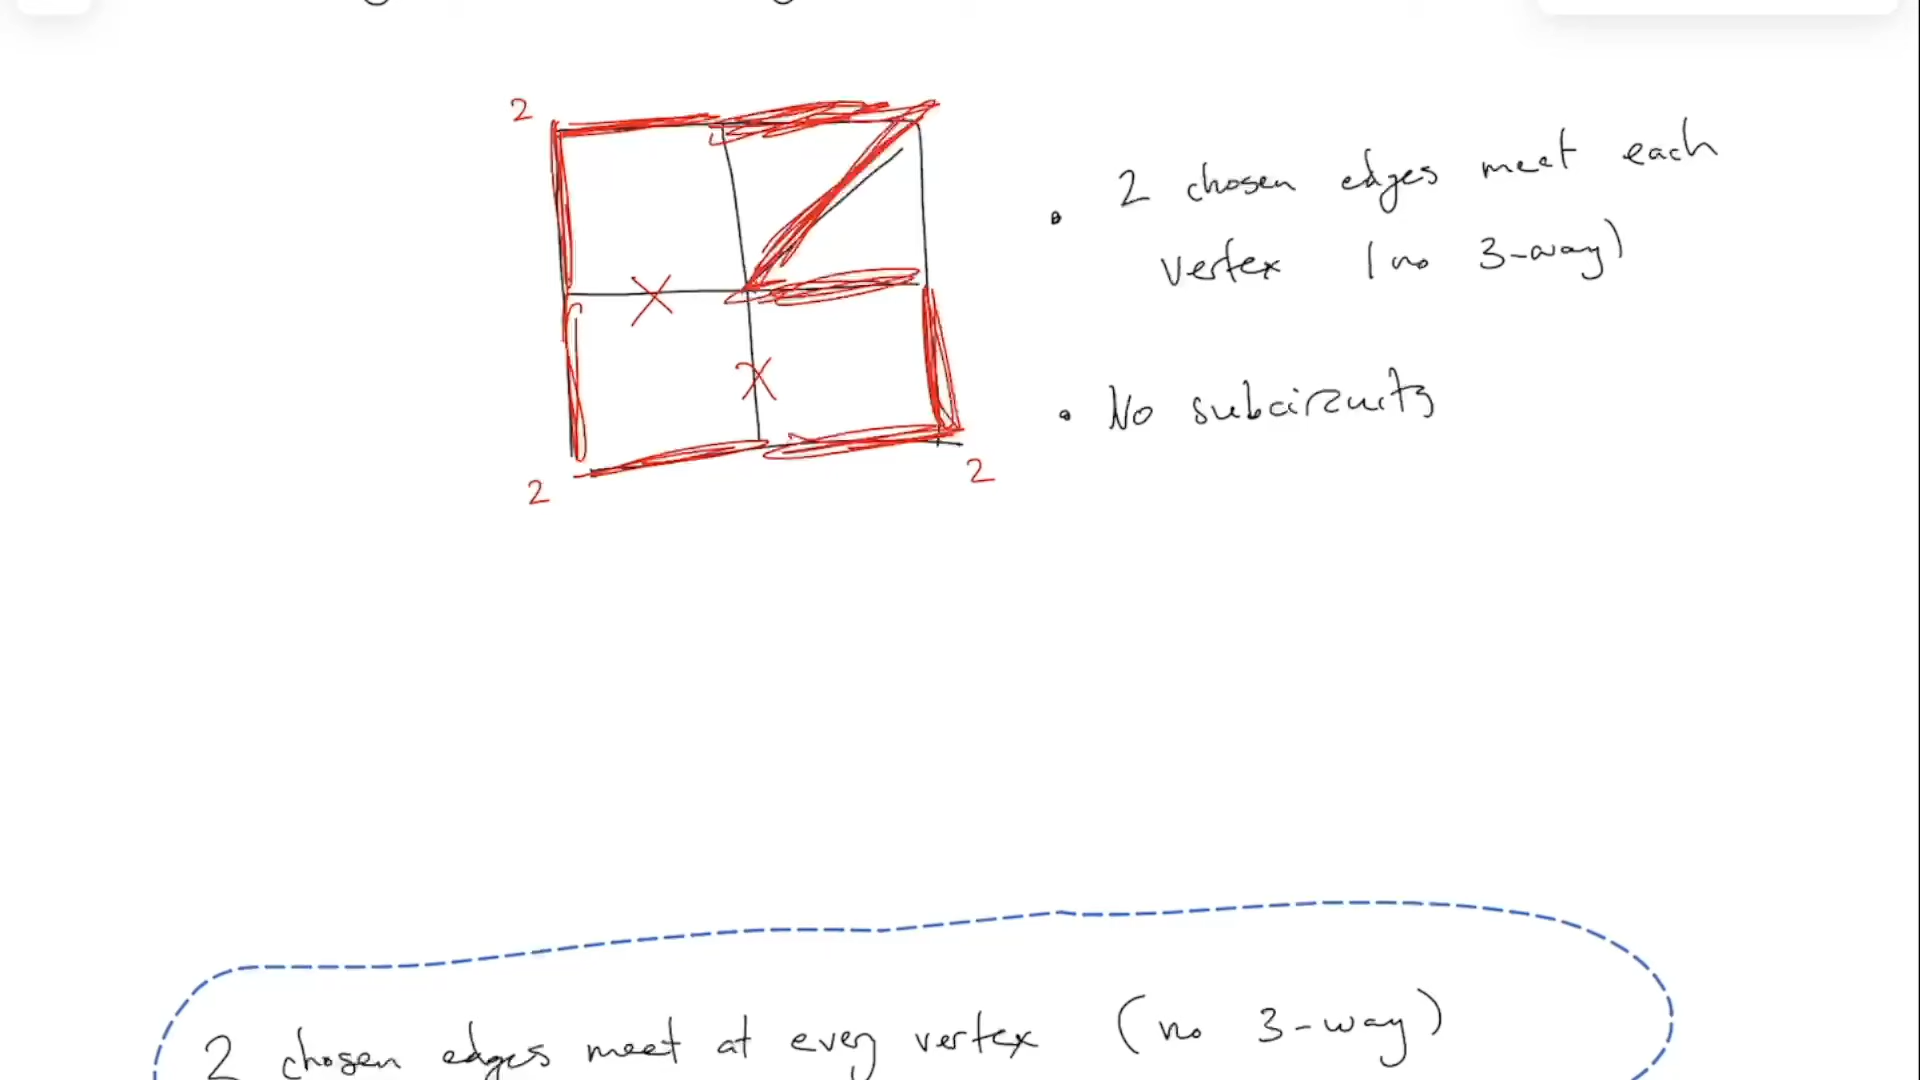 2
2 chosen edges meet each
vertex (no 3-way)
No subcircuits
2
2
2 chosen edges meet at every vertex (no 3-way)